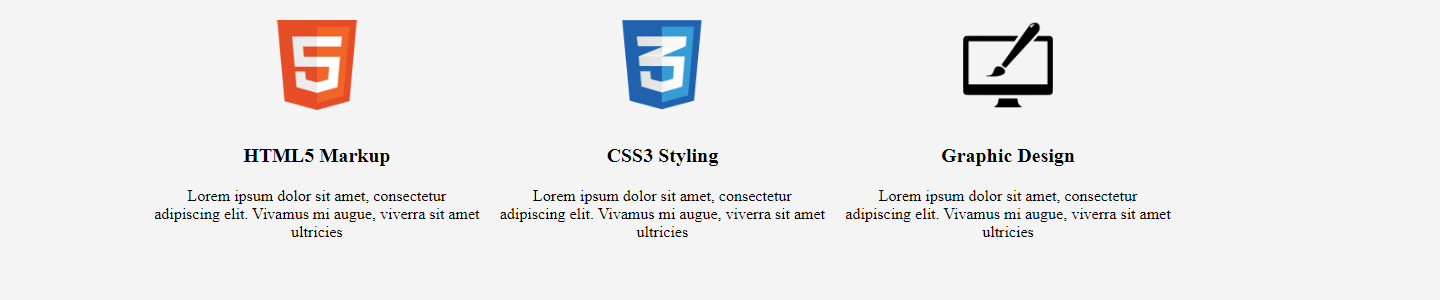 5
3
HTML5 Markup
CSS3 Styling
Graphic Design
Lorem ipsum dolor sit amet, consectetur
adipiscing elit. Vivamus mi augue, viverra sit amet
ultricies
Lorem ipsum dolor sit amet, consectetur
adipiscing elit. Vivamus mi augue, viverra sit amet
ultricies
Lorem ipsum dolor sit amet, consectetur
adipiscing elit. Vivamus mi augue, viverra sit amet
ultricies